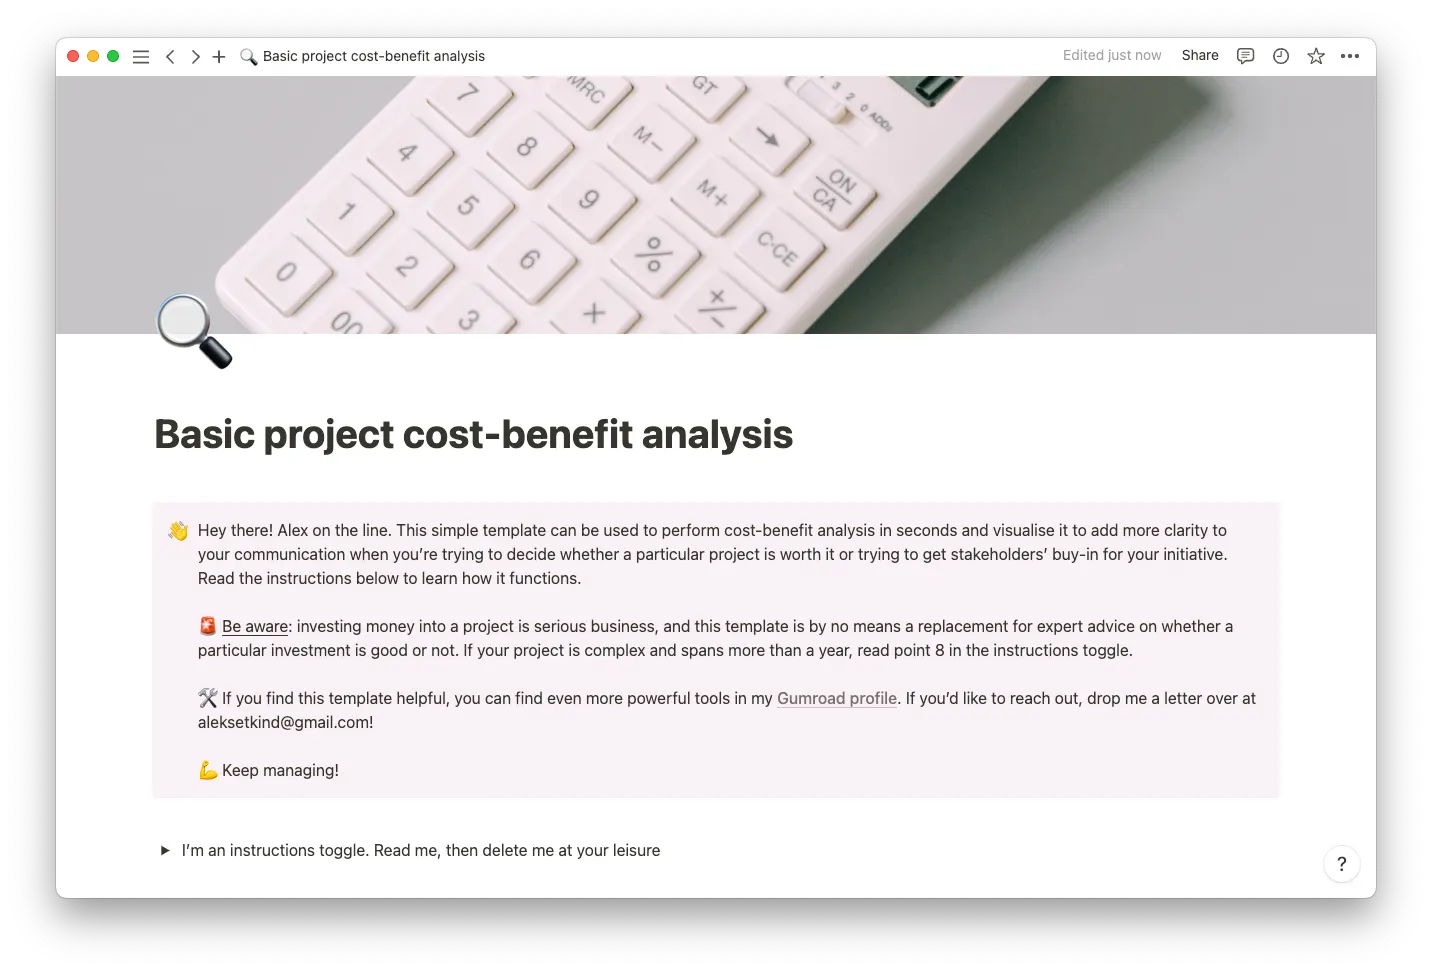 Basic project cost-benefit analysis
Edited just now
Share
7
MRC
GT
3 2 0 ADD2
4
8
M−
→
1
5
9
M+
ON
CA
0
2
6
%
C·CE
00
3
×
+/−
Basic project cost-benefit analysis
👋 Hey there! Alex on the line. This simple template can be used to perform cost-benefit analysis in seconds and visualise it to add more clarity to
your communication when you’re trying to decide whether a particular project is worth it or trying to get stakeholders’ buy-in for your initiative.
Read the instructions below to learn how it functions.
🚨 Be aware: investing money into a project is serious business, and this template is by no means a replacement for expert advice on whether a
particular investment is good or not. If your project is complex and spans more than a year, read point 8 in the instructions toggle.
🛠 If you find this template helpful, you can find even more powerful tools in my Gumroad profile. If you’d like to reach out, drop me a letter over at
aleksetkind@gmail.com!
💪 Keep managing!
I’m an instructions toggle. Read me, then delete me at your leisure
?